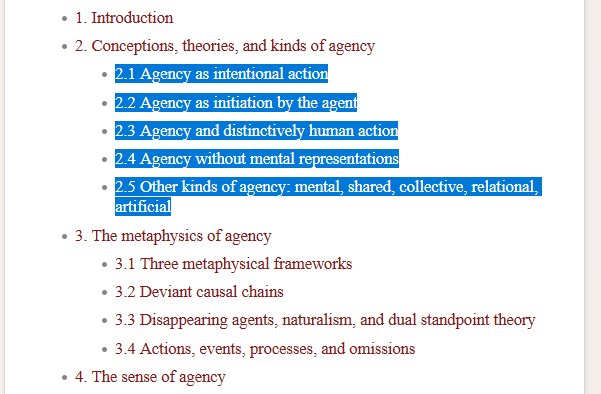 1. Introduction
2. Conceptions, theories, and kinds of agency
2.1 Agency as intentional action
2.2 Agency as initiation by the agent
2.3 Agency and distinctively human action
2.4 Agency without mental representations
2.5 Other kinds of agency: mental, shared, collective, relational,
artificial
3. The metaphysics of agency
3.1 Three metaphysical frameworks
3.2 Deviant causal chains
3.3 Disappearing agents, naturalism, and dual standpoint theory
3.4 Actions, events, processes, and omissions
4. The sense of agency